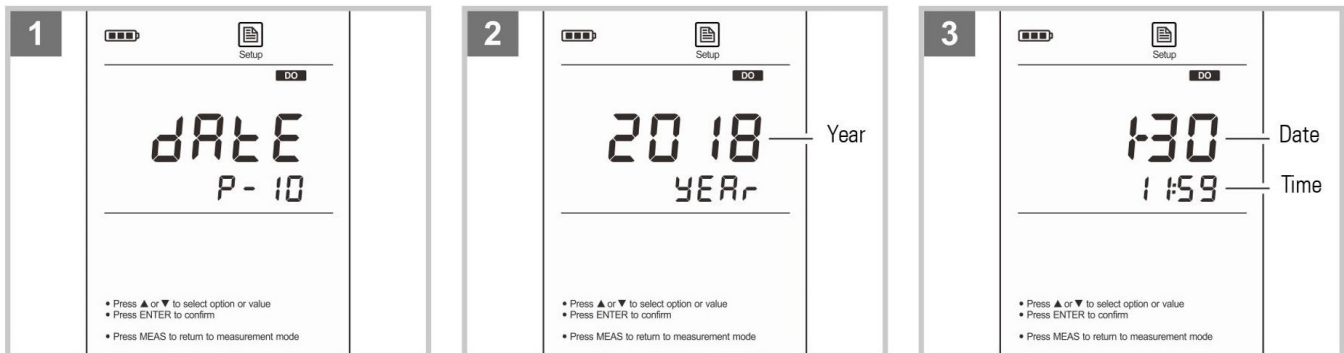 1
Setup
DO
dAtE
P-10
• Press ▲ or ▼ to select option or value
• Press ENTER to confirm
• Press MEAS to return to measurement mode
2
Setup
DO
2018
Year
YEAr
• Press ▲ or ▼ to select option or value
• Press ENTER to confirm
• Press MEAS to return to measurement mode
3
Setup
DO
1-30
Date
11:59
Time
• Press ▲ or ▼ to select option or value
• Press ENTER to confirm
• Press MEAS to return to measurement mode